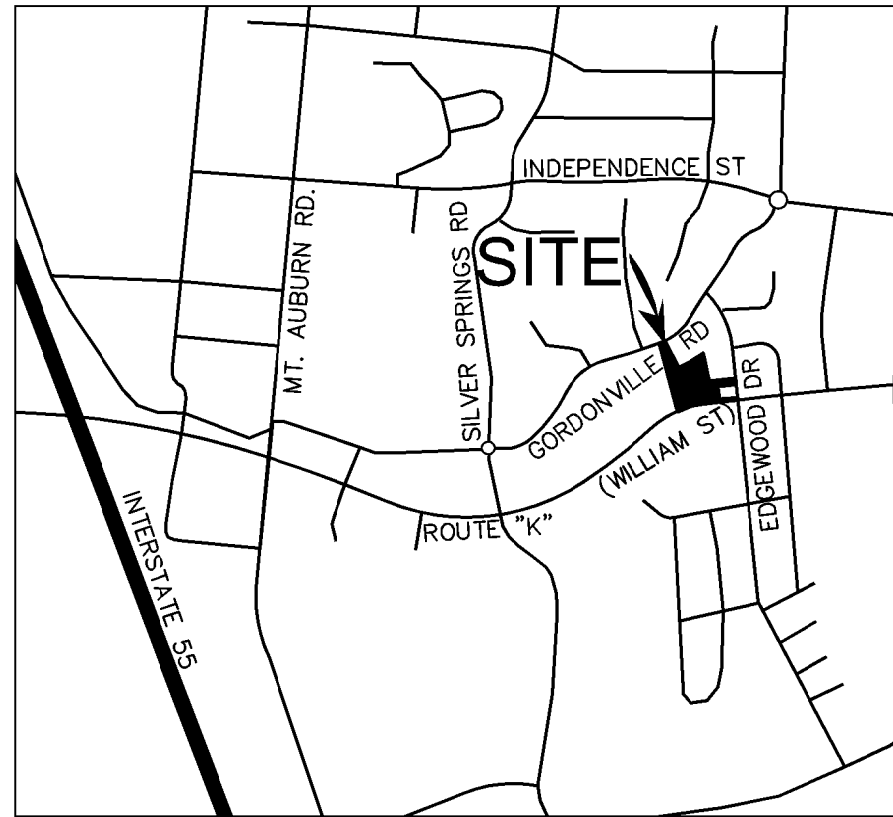 INDEPENDENCE ST
MT. AUBURN RD.
SILVER SPRINGS RD
SITE
GORDONVILLE RD
(WILLIAM ST)
EDGEWOOD DR
ROUTE "K"
INTERSTATE 55